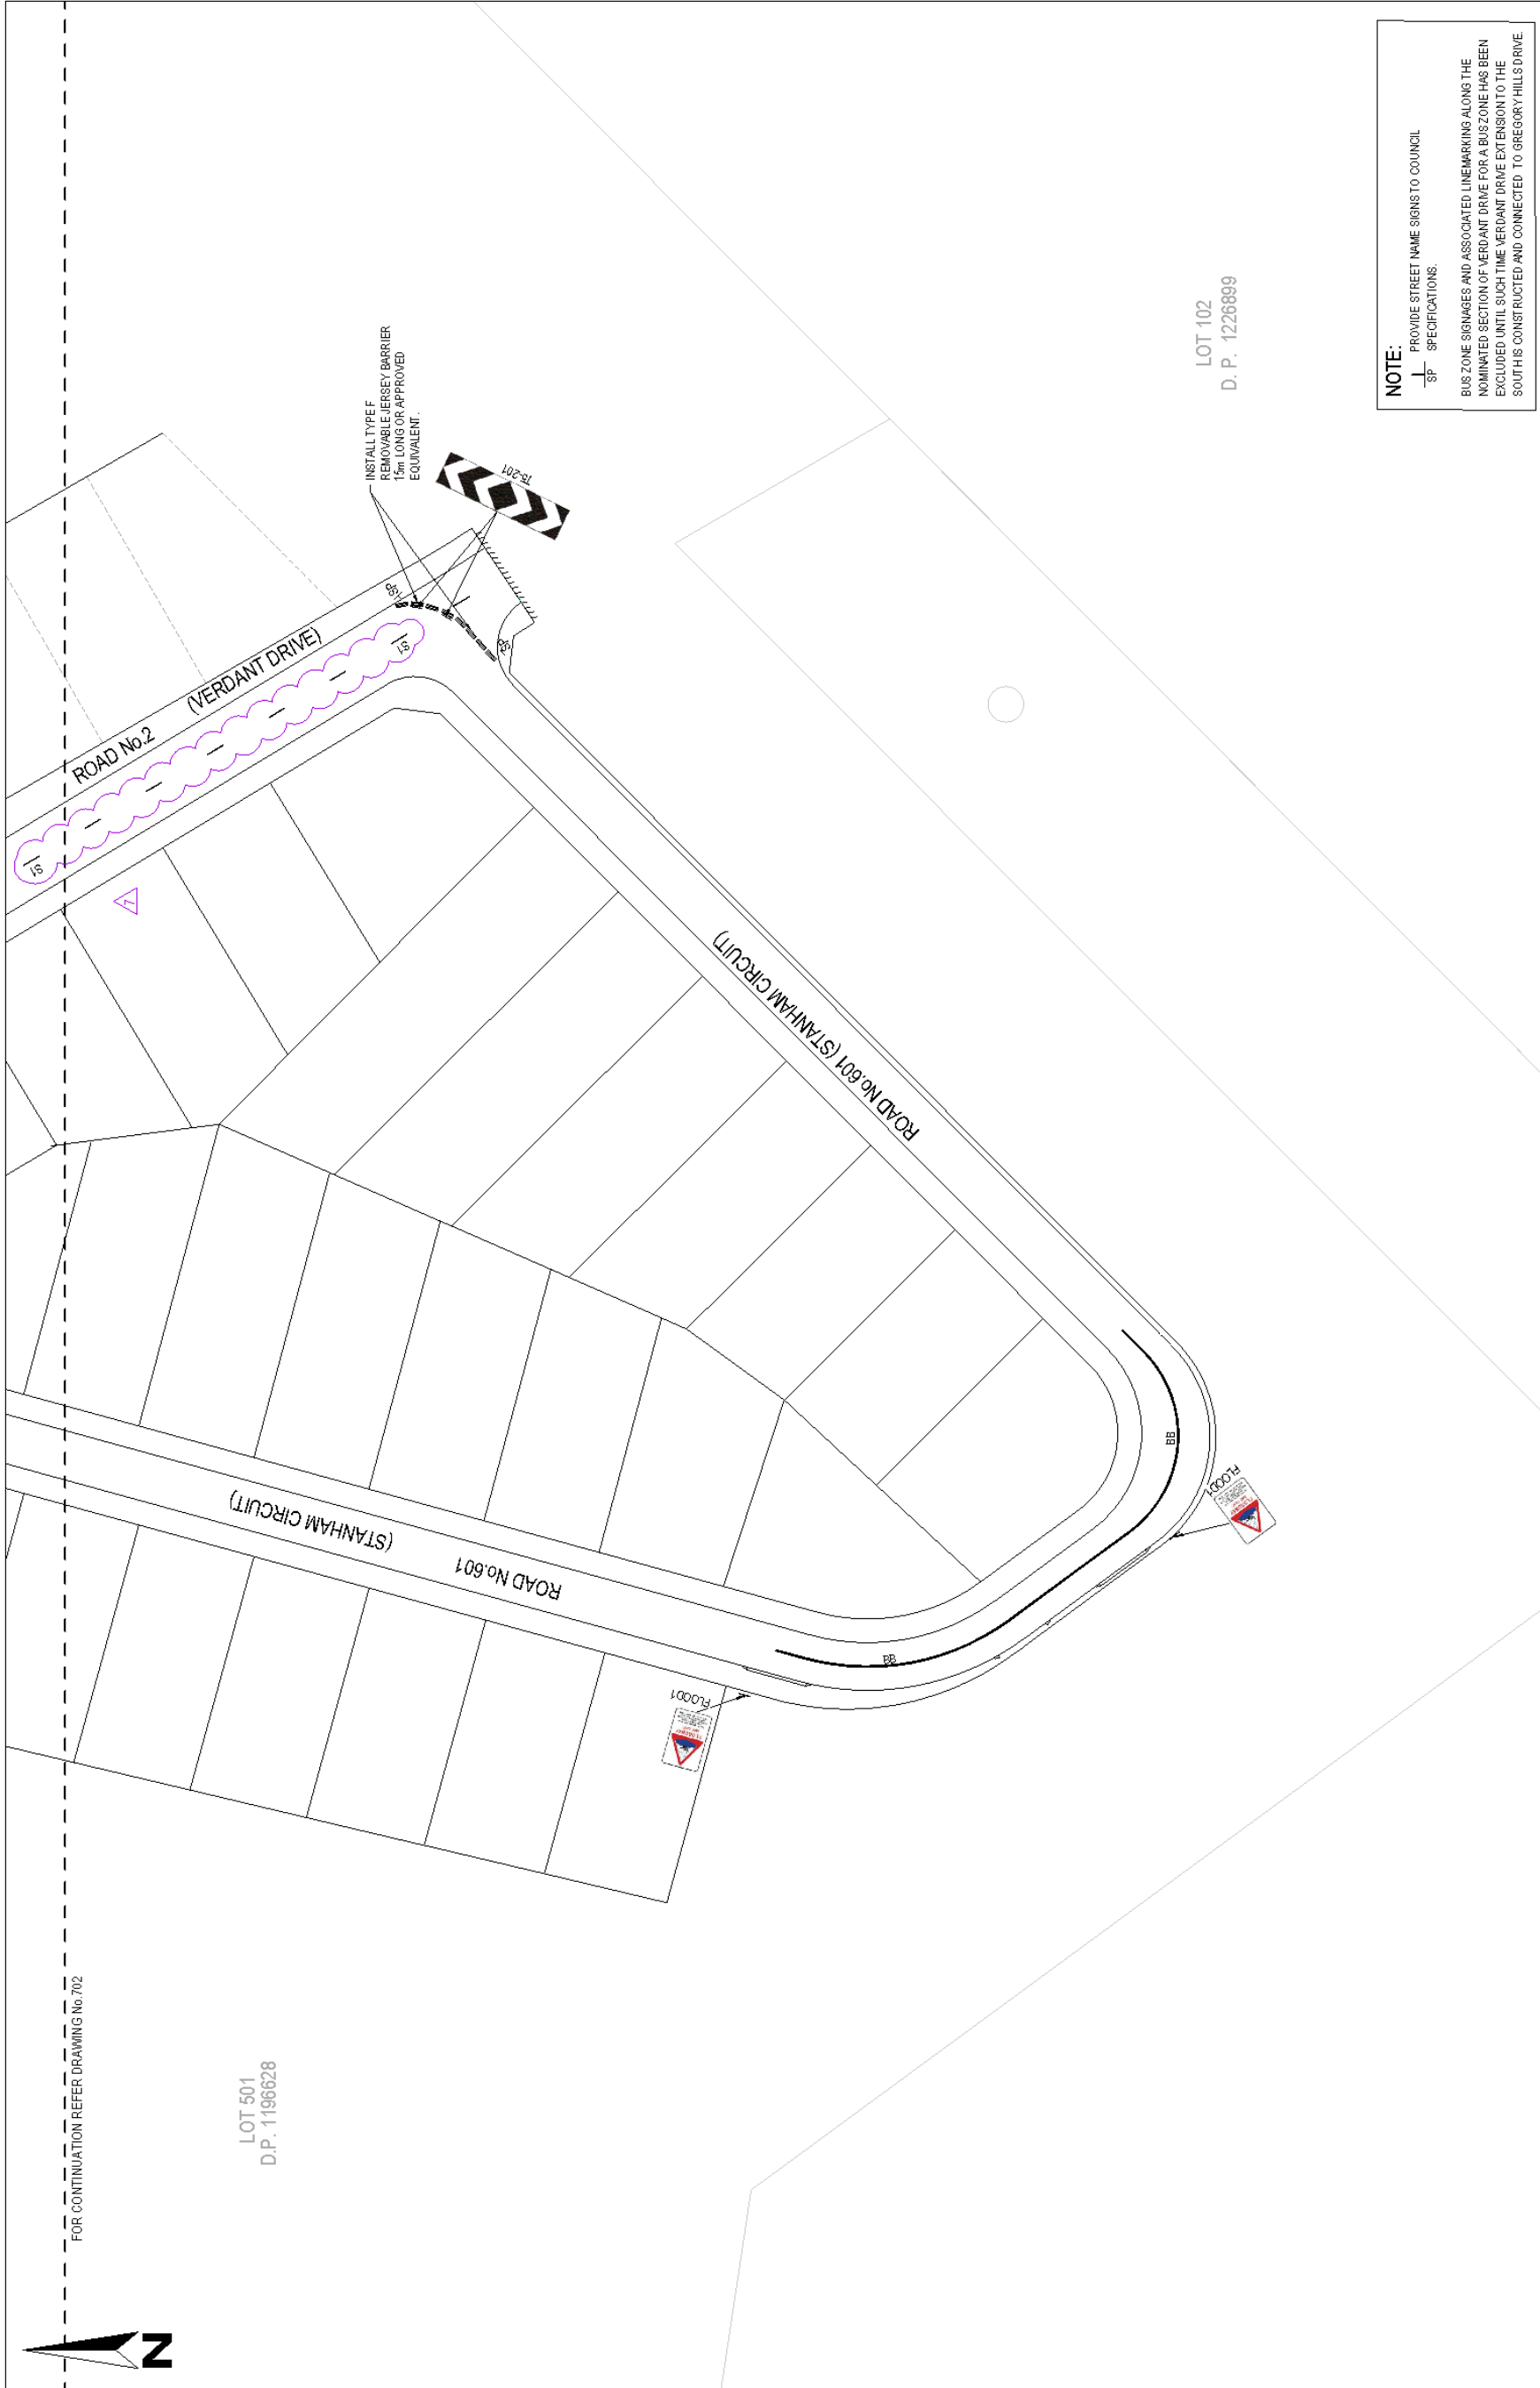 FOR CONTINUATION REFER DRAWING No.702
N
LOT 501
D.P. 1196628
ROAD No.2
(VERDANT DRIVE)
S1
S1
7
SP
SP
INSTALL TYPE F
REMOVABLE JERSEY BARRIER
15m LONG OR APPROVED
EQUIVALENT.
T5-201
(STANHAM CIRCUIT)
ROAD No.601
ROAD No.601 (STANHAM CIRCUIT)
BB
BB
FLOOD1
FLOOD1
LOT 102
D. P. 1226899
NOTE:
SP
PROVIDE STREET NAME SIGNS TO COUNCIL
SPECIFICATIONS.
BUS ZONE SIGNAGES AND ASSOCIATED LINEMARKING ALONG THE
NOMINATED SECTION OF VERDANT DRIVE FOR A BUS ZONE HAS BEEN
EXCLUDED UNTIL SUCH TIME VERDANT DRIVE EXTENSION TO THE
SOUTH IS CONSTRUCTED AND CONNECTED TO GREGORY HILLS DRIVE.